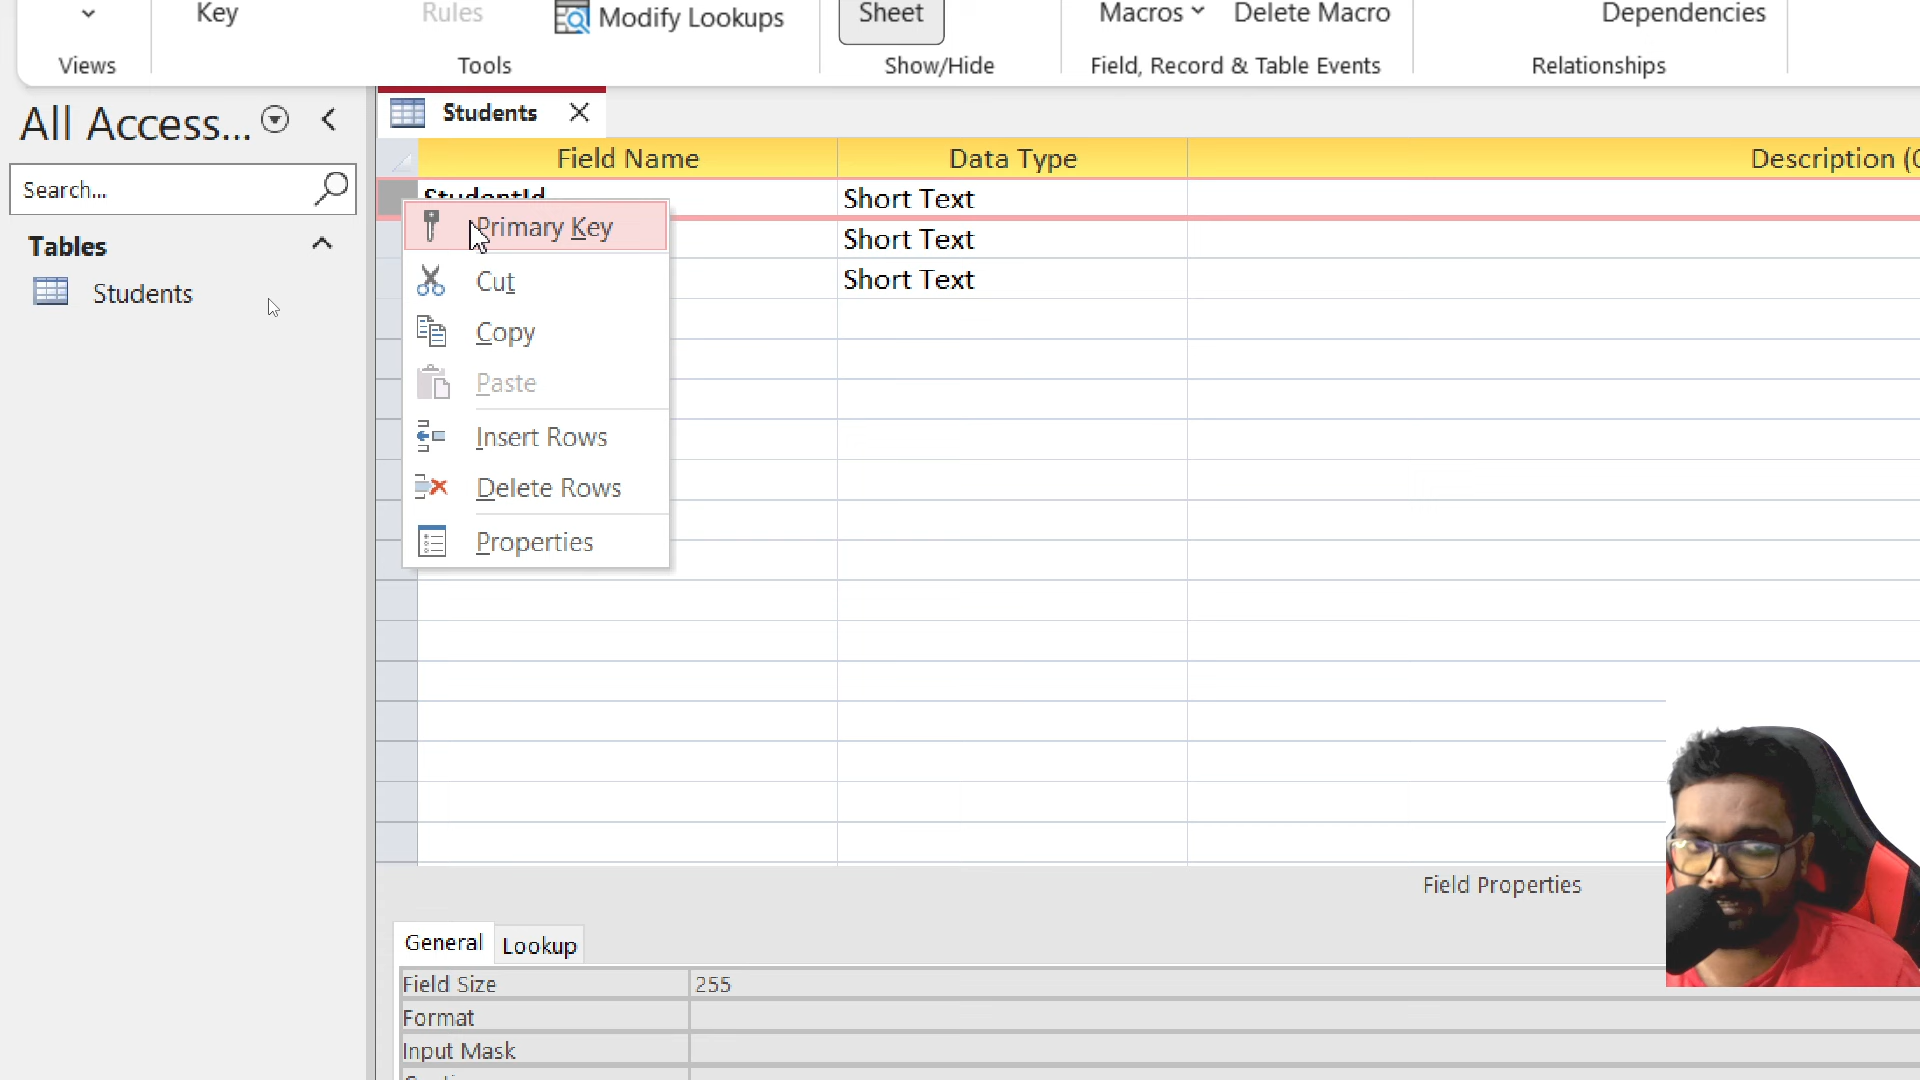 Key
Rules
Modify Lookups
Sheet
Macros
Delete Macro
Dependencies
Views
Tools
Show/Hide
Field, Record & Table Events
Relationships
All Access...
Students
Field Name
Data Type
Description (
Search...
StudentId
Short Text
Primary Key
Short Text
Tables
Cut
Short Text
Students
Copy
Paste
Insert Rows
Delete Rows
Properties
Field Properties
General
Lookup
Field Size
255
Format
Input Mask